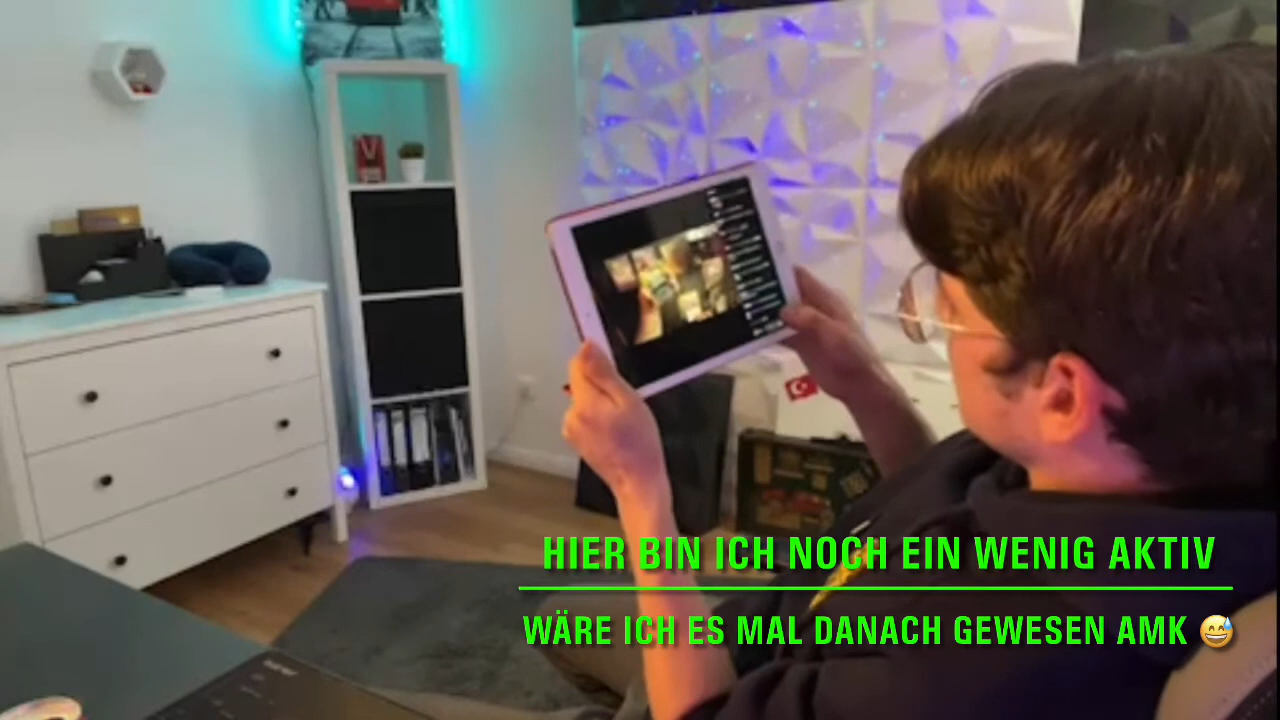 HIER BIN ICH NOCH EIN WENIG AKTIV
WÄRE ICH ES MAL DANACH GEWESEN AMK 😅